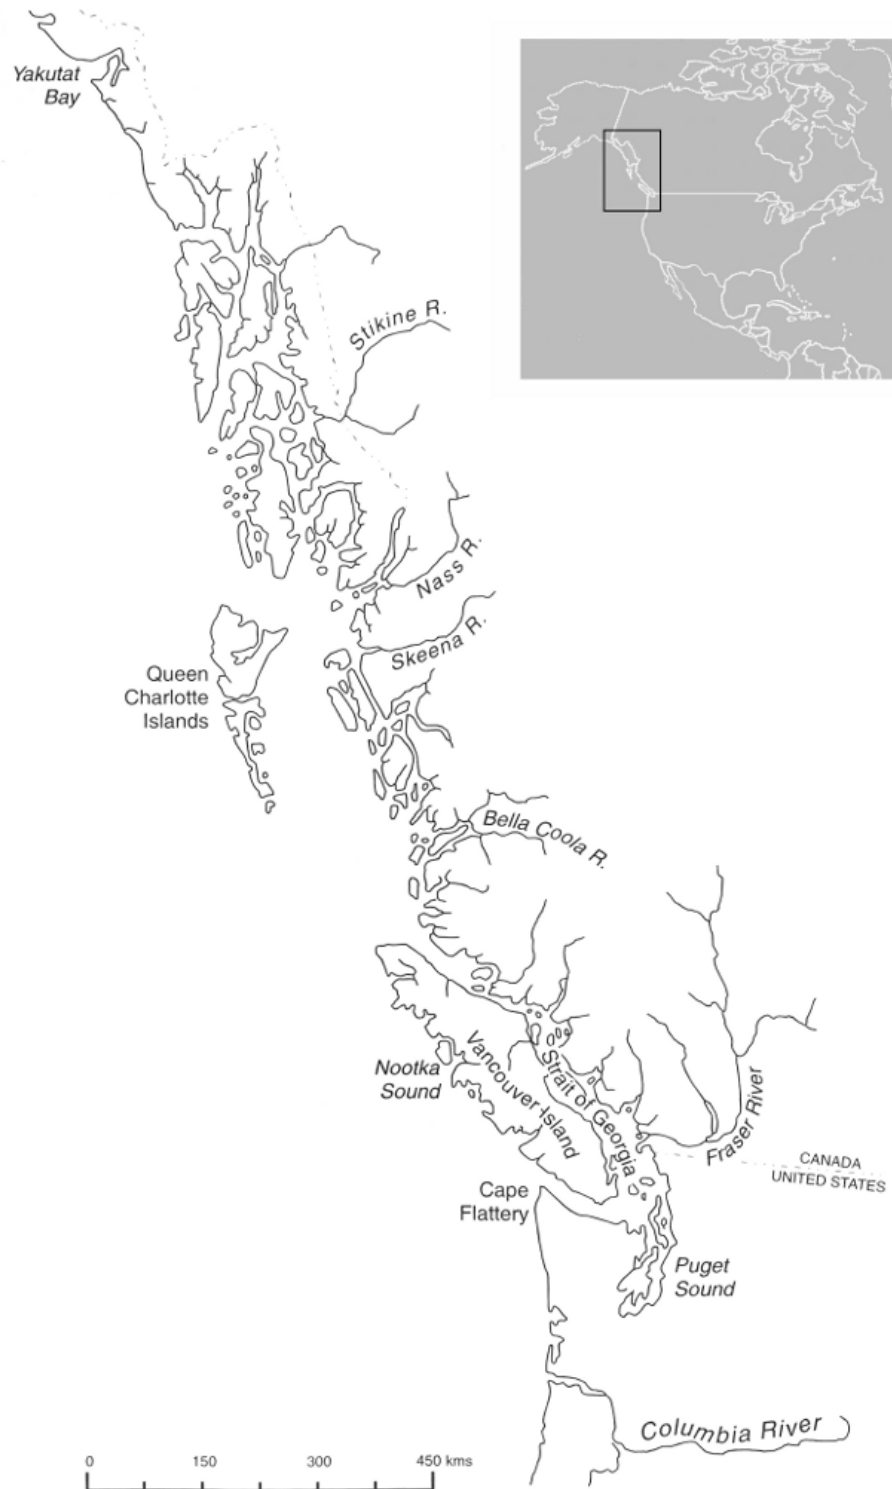 Yakutat
Bay
Stikine R.
Nass R.
Skeena R.
Queen
Charlotte
Islands
Bella Coola R.
Nootka
Sound
Vancouver Island
Strait of Georgia
Fraser River
CANADA
UNITED STATES
Cape
Flattery
Puget
Sound
Columbia River
0 150 300 450 kms